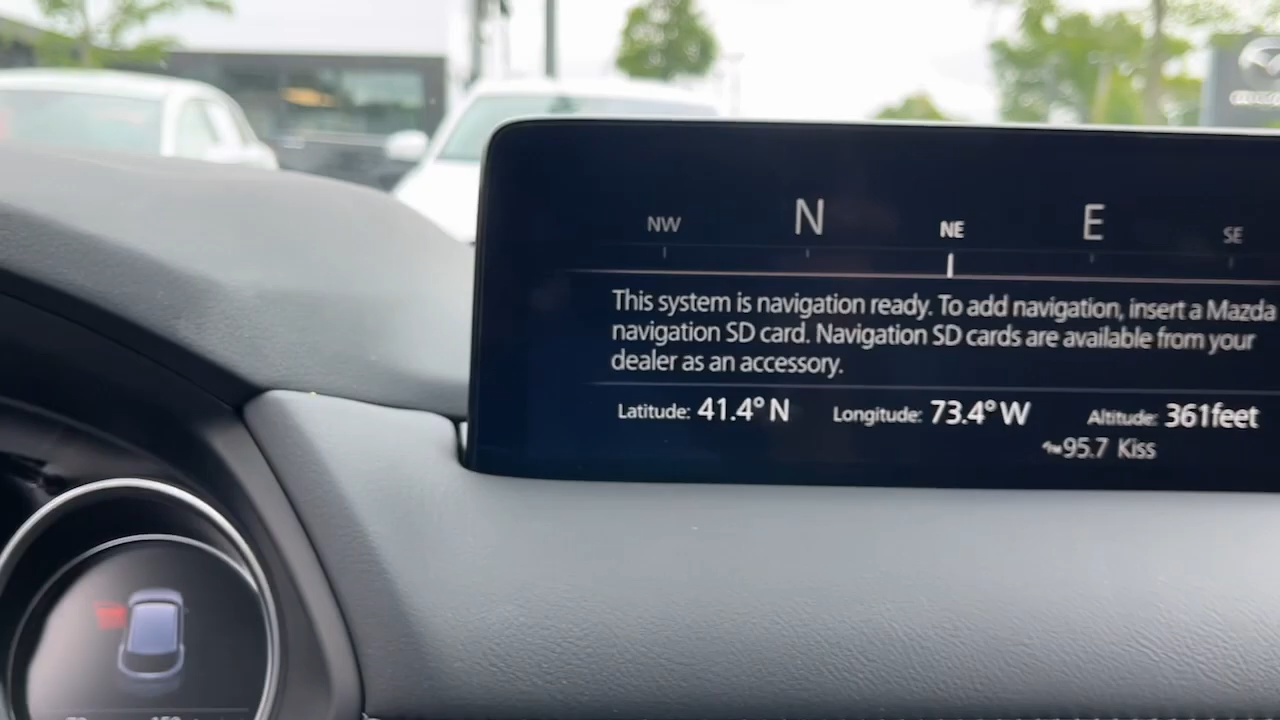 NW N NE E SE
This system is navigation ready. To add navigation, insert a Mazda
navigation SD card. Navigation SD cards are available from your
dealer as an accessory.
Latitude: 41.4° N Longitude: 73.4° W Altitude: 361feet
95.7 Kiss